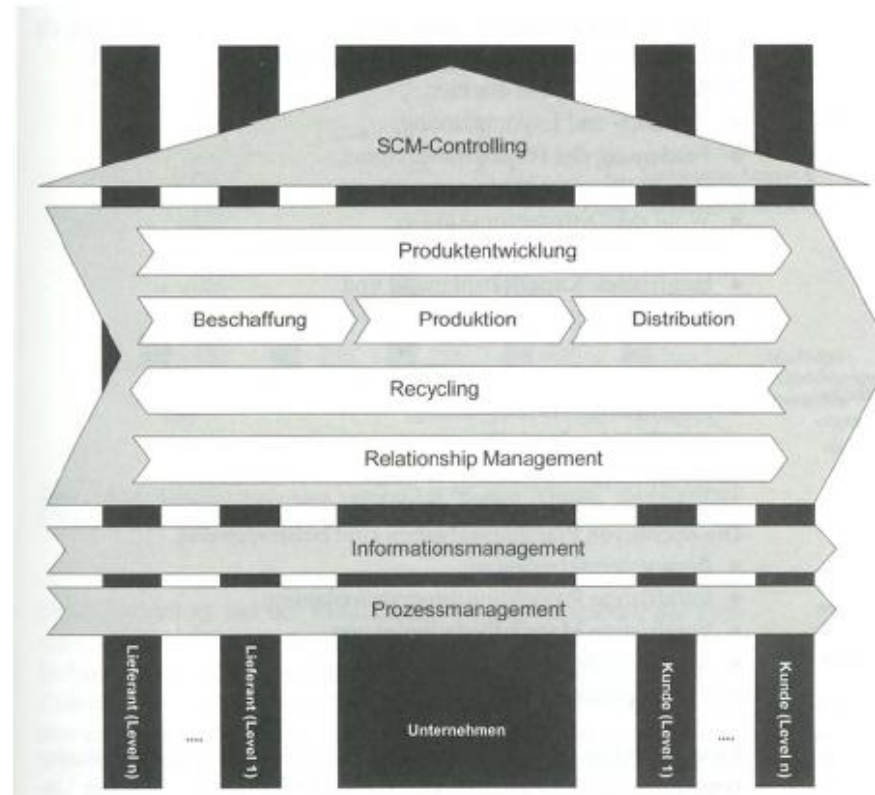 SCM-Controlling
Produktentwicklung
Beschaffung
Produktion
Distribution
Recycling
Relationship Management
Informationsmanagement
Prozessmanagement
Lieferant (Level n)
....
Lieferant (Level 1)
Unternehmen
Kunde (Level 1)
....
Kunde (Level n)